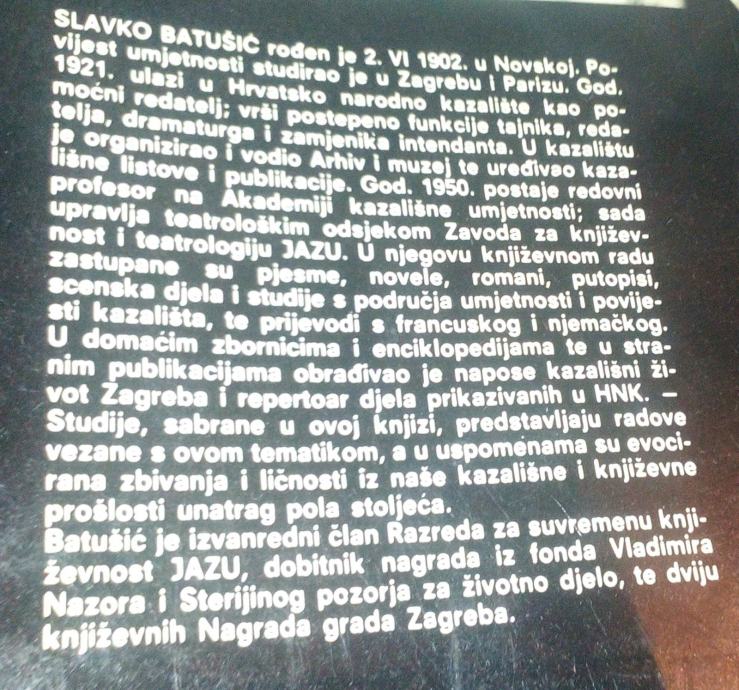 SLAVKO BATUŠIĆ rođen je 2. VI 1902. u Novskoj. Po-
vijest umjetnosti studirao je u Zagrebu i Parizu. God.
1921. ulazi u Hrvatsko narodno kazalište kao po-
moćni redatelj; vrši postepeno funkcije tajnika, reda-
telja, dramaturga i zamjenika intendanta. U kazalištu
je organizirao i vodio Arhiv i muzej te uređivao kaza-
lišne listove i publikacije. God. 1950. postaje redovni
profesor na Akademiji kazališne umjetnosti; sada
upravlja teatrološkim odsjekom Zavoda za književ-
nost i teatrologiju JAZU. U njegovu književnom radu
zastupane su pjesme, novele, romani, putopisi,
scenska djela i studije s područja umjetnosti i povije-
sti kazališta, te prijevodi s francuskog i njemačkog.
U domaćim zbornicima i enciklopedijama te u stra-
nim publikacijama obrađivao je napose kazališni ži-
vot Zagreba i repertoar djela prikazivanih u HNK. —
Studije, sabrane u ovoj knjizi, predstavljaju radove
vezane s ovom tematikom, a u uspomenama su evoci-
rana zbivanja i ličnosti iz naše kazališne i književne
prošlosti unatrag pola stoljeća.
Batušić je izvanredni član Razreda za suvremenu knji-
ževnost JAZU, dobitnik nagrada iz fonda Vladimira
Nazora i Sterijinog pozorja za životno djelo, te dviju
književnih Nagrada grada Zagreba.